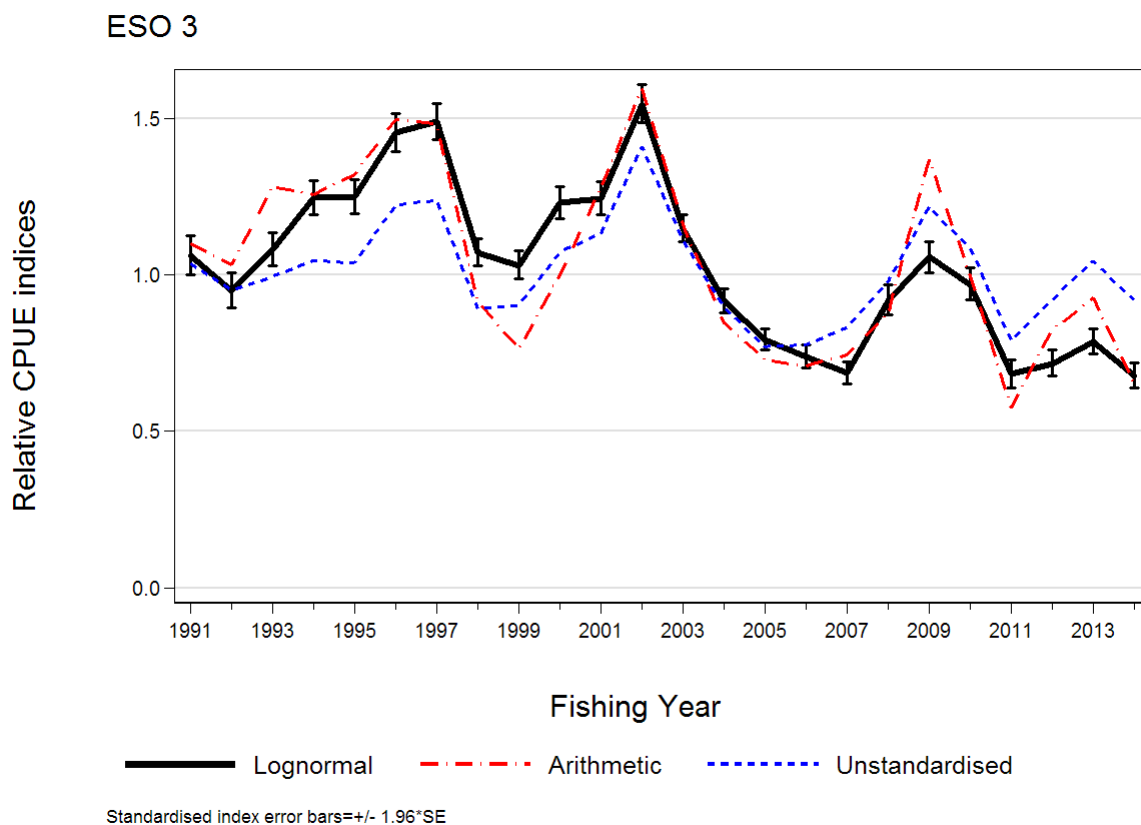 ESO 3
Relative CPUE indices
1.5
1.0
0.5
0.0
1991 1993 1995 1997 1999 2001 2003 2005 2007 2009 2011 2013
Fishing Year
Lognormal Arithmetic Unstandardised
Standardised index error bars=+/- 1.96*SE